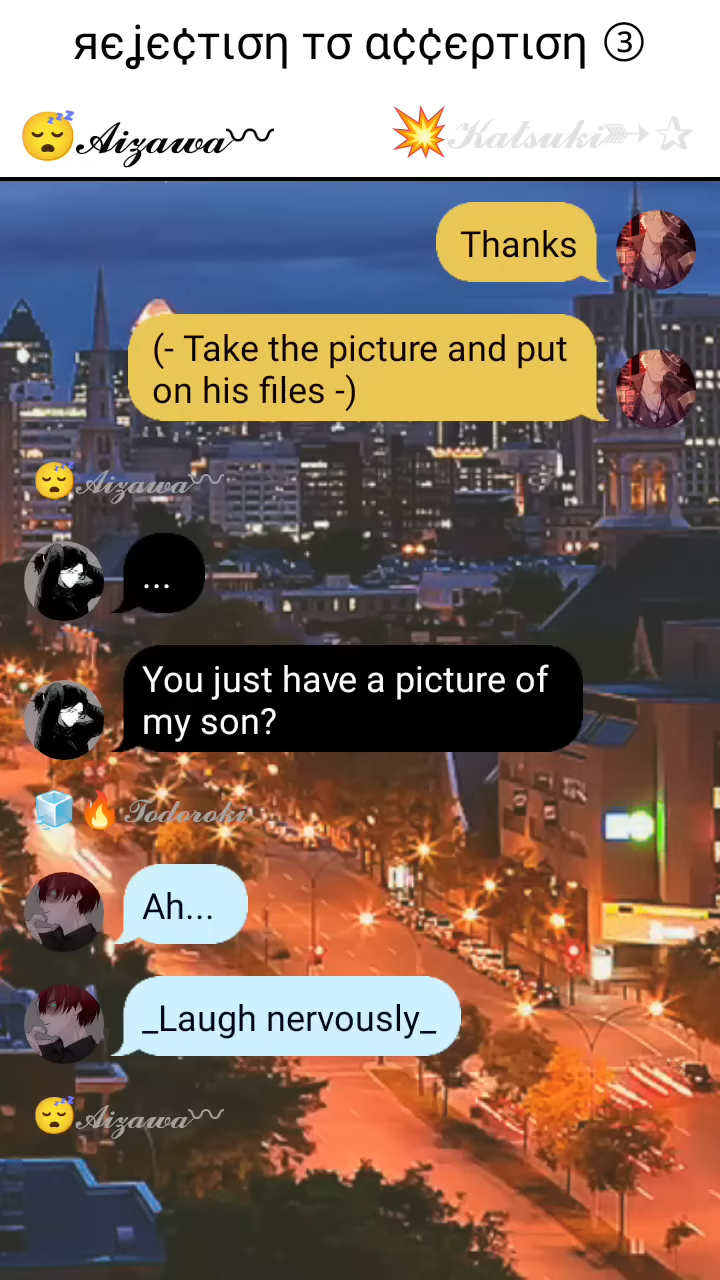 яєʝє¢тιση тσ α¢¢єρтιση ③
😴𝓐𝓲𝔃𝓪𝔀𝓪〰
💥𝓚𝓪𝓽𝓼𝓾𝓴𝓲➳☆
Thanks
(- Take the picture and put
on his files -)
😴𝓐𝓲𝔃𝓪𝔀𝓪〰
...
You just have a picture of
my son?
🧊🔥𝓣𝓸𝓭𝓸𝓻𝓸𝓴𝓲
Ah...
_Laugh nervously_
😴𝓐𝓲𝔃𝓪𝔀𝓪〰